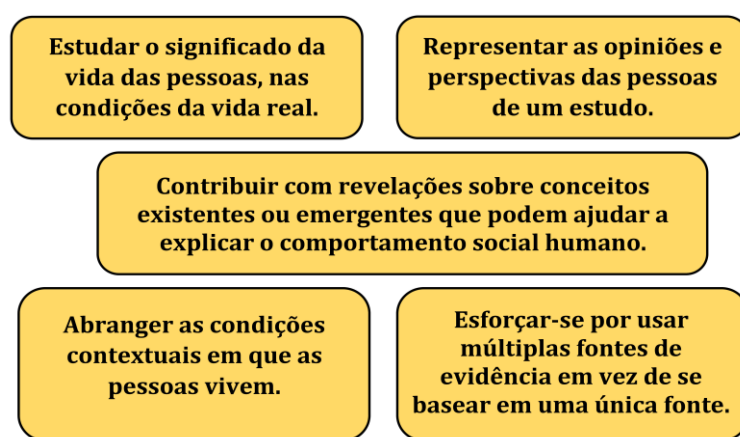 Estudar o significado da
vida das pessoas, nas
condições da vida real.
Representar as opiniões e
perspectivas das pessoas
de um estudo.
Contribuir com revelações sobre conceitos
existentes ou emergentes que podem ajudar a
explicar o comportamento social humano.
Abranger as condições
contextuais em que as
pessoas vivem.
Esforçar-se por usar
múltiplas fontes de
evidência em vez de se
basear em uma única fonte.